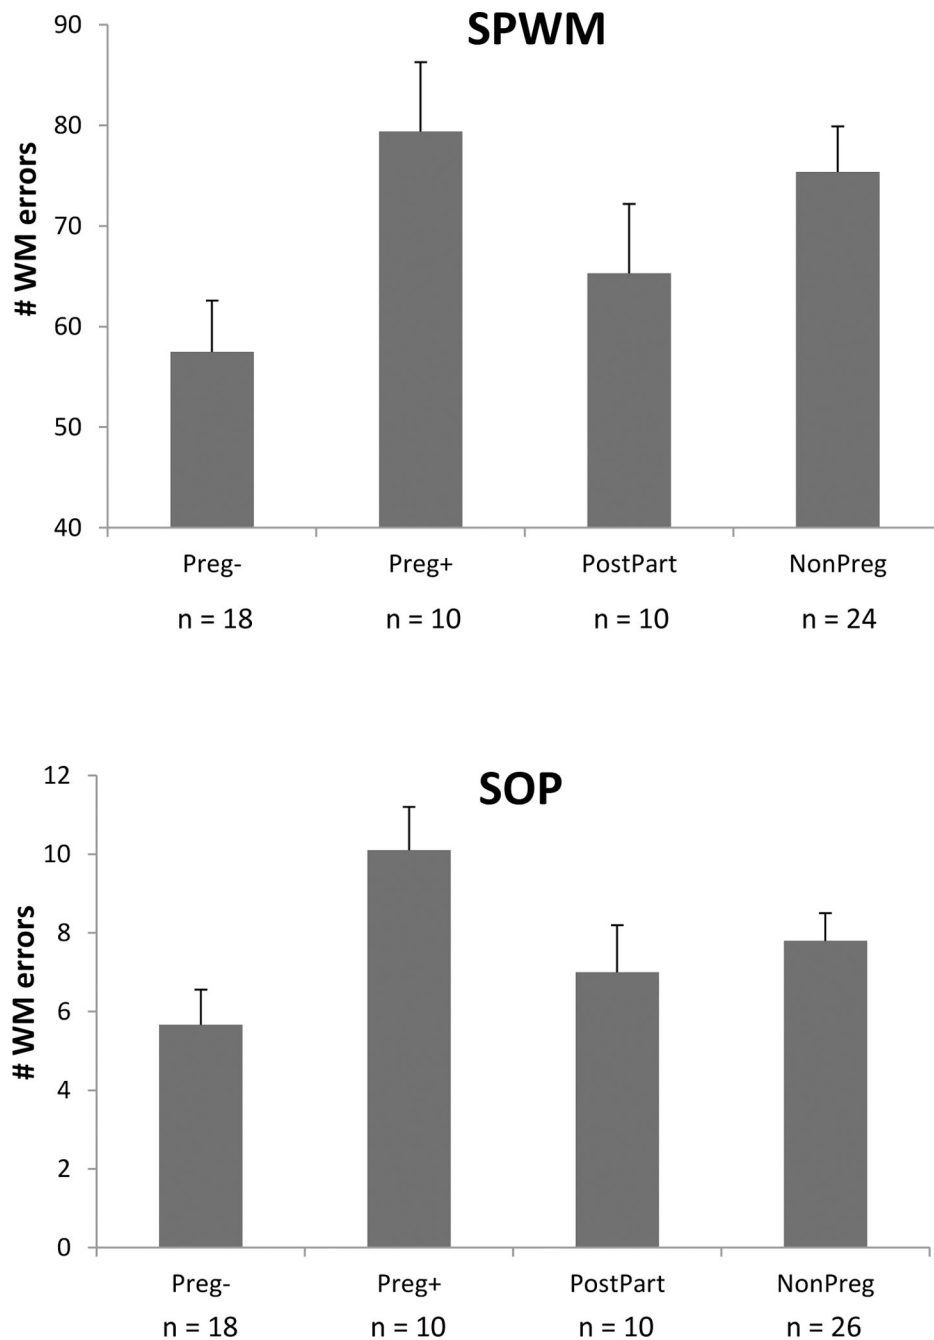 SPWM
# WM errors
90
80
70
60
50
40
Preg- Preg+ PostPart NonPreg
n = 18 n = 10 n = 10 n = 24
SOP
# WM errors
12
10
8
6
4
2
0
Preg- Preg+ PostPart NonPreg
n = 18 n = 10 n = 10 n = 26